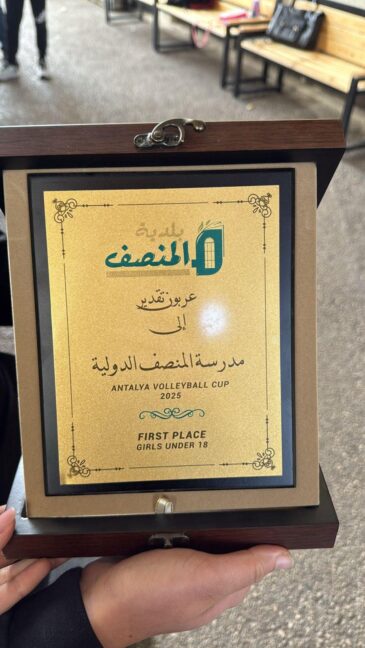 بلدية
المنصف
عربون تقدير
إلى
مدرسة المنصف الدولية
ANTALYA VOLLEYBALL CUP
2025
FIRST PLACE
GIRLS UNDER 18